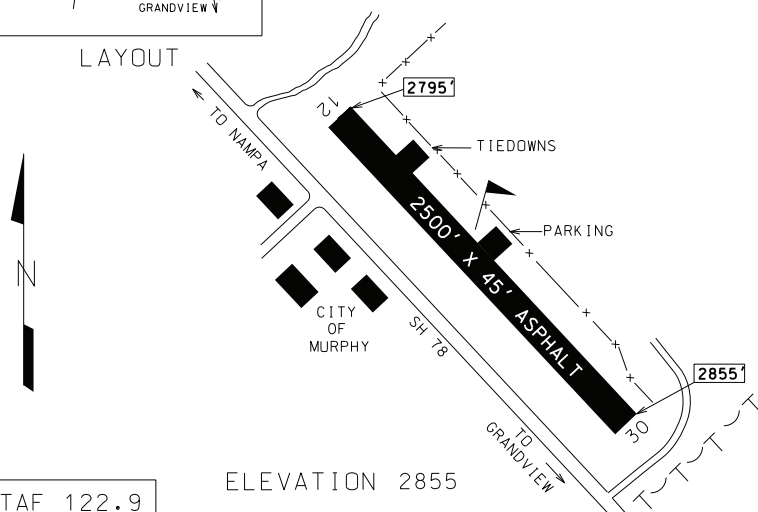 GRANDVIEW
LAYOUT
2795'
12
TO NAMPA
TIEDOWNS
PARKING
2500' X 45' ASPHALT
N
CITY
OF
MURPHY
SH 78
2855'
30
TO
GRANDVIEW
ELEVATION 2855
TAF 122.9